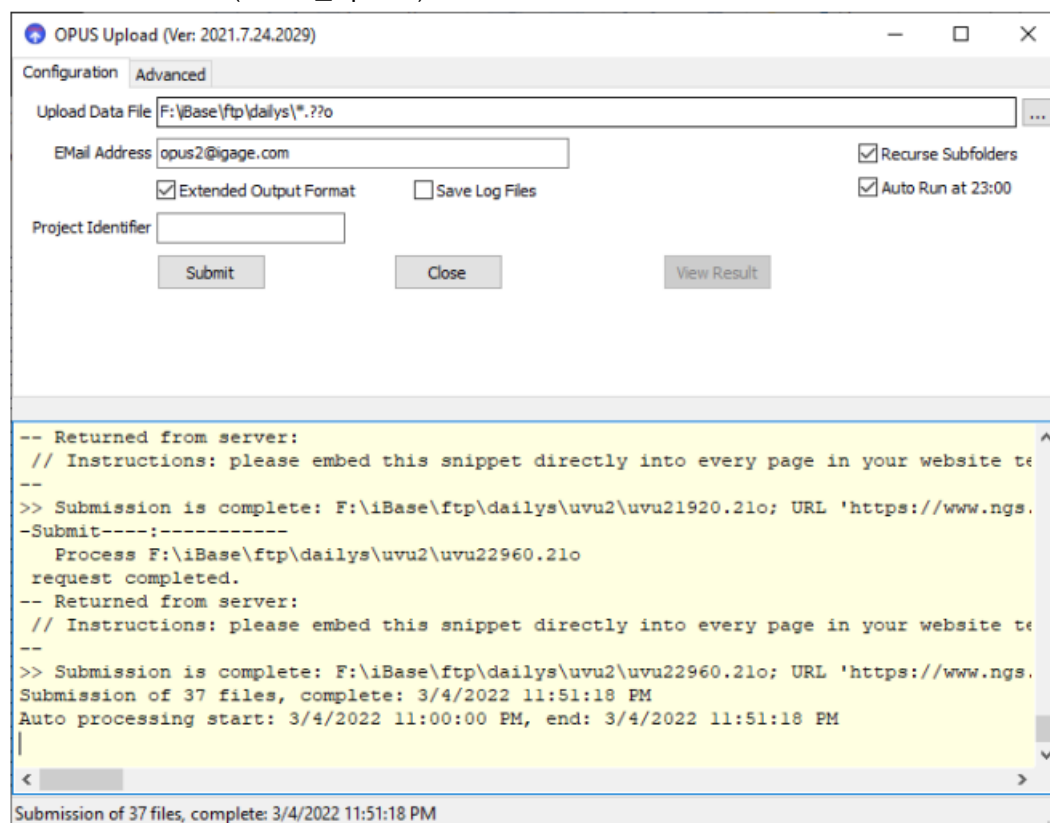 OPUS Upload (Ver: 2021.7.24.2029)
Configuration Advanced
Upload Data File F:\iBase\ftp\dailys\*.??o ...
EMail Address opus2@igage.com Recurse Subfolders
Extended Output Format Save Log Files Auto Run at 23:00
Project Identifier
Submit Close View Result
-- Returned from server:
// Instructions: please embed this snippet directly into every page in your website te
--
>> Submission is complete: F:\iBase\ftp\dailys\uvu2\uvu21920.21o; URL 'https://www.ngs.
-Submit----:-----------
Process F:\iBase\ftp\dailys\uvu2\uvu22960.21o
request completed.
-- Returned from server:
// Instructions: please embed this snippet directly into every page in your website te
--
>> Submission is complete: F:\iBase\ftp\dailys\uvu2\uvu22960.21o; URL 'https://www.ngs.
Submission of 37 files, complete: 3/4/2022 11:51:18 PM
Auto processing start: 3/4/2022 11:00:00 PM, end: 3/4/2022 11:51:18 PM
Submission of 37 files, complete: 3/4/2022 11:51:18 PM